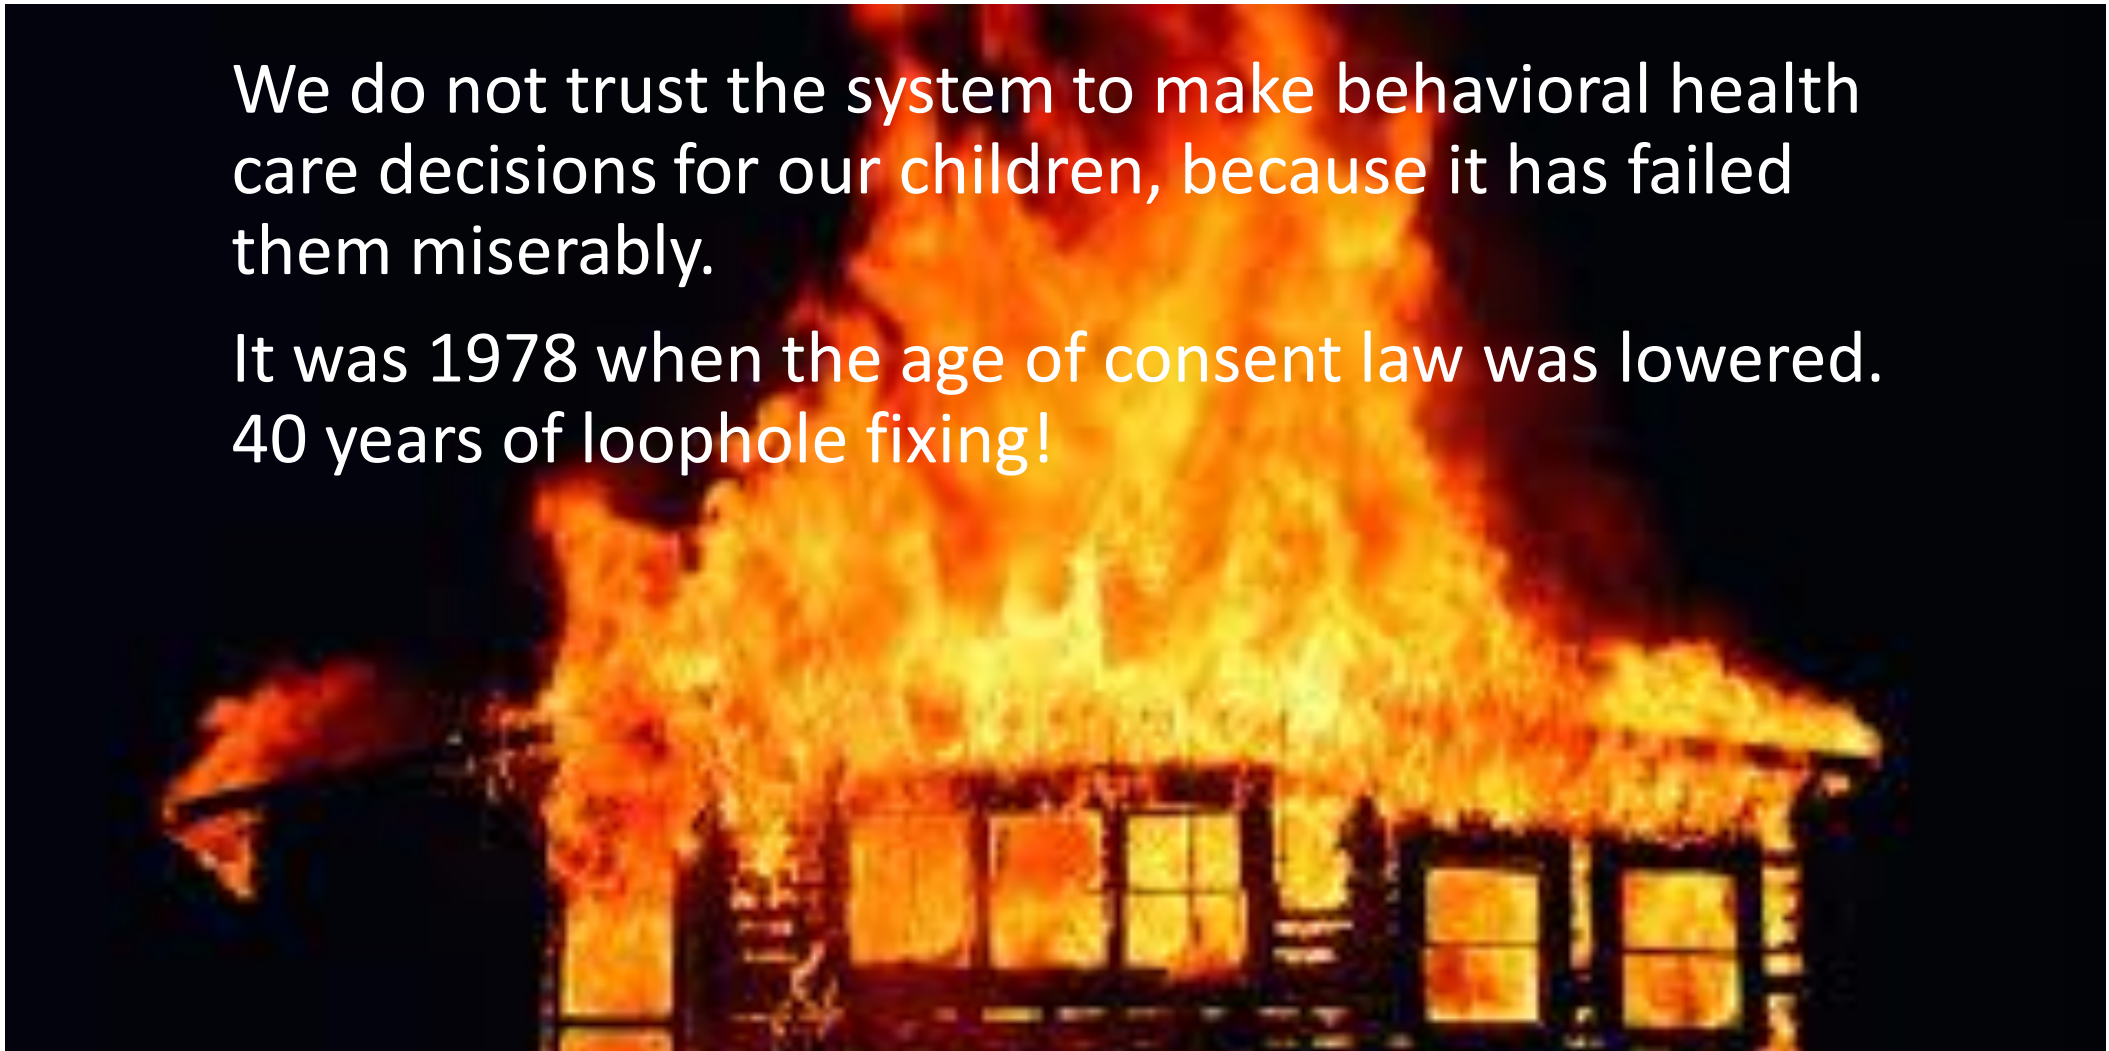 We do not trust the system to make behavioral health
care decisions for our children, because it has failed
them miserably.
It was 1978 when the age of consent law was lowered.
40 years of loophole fixing!